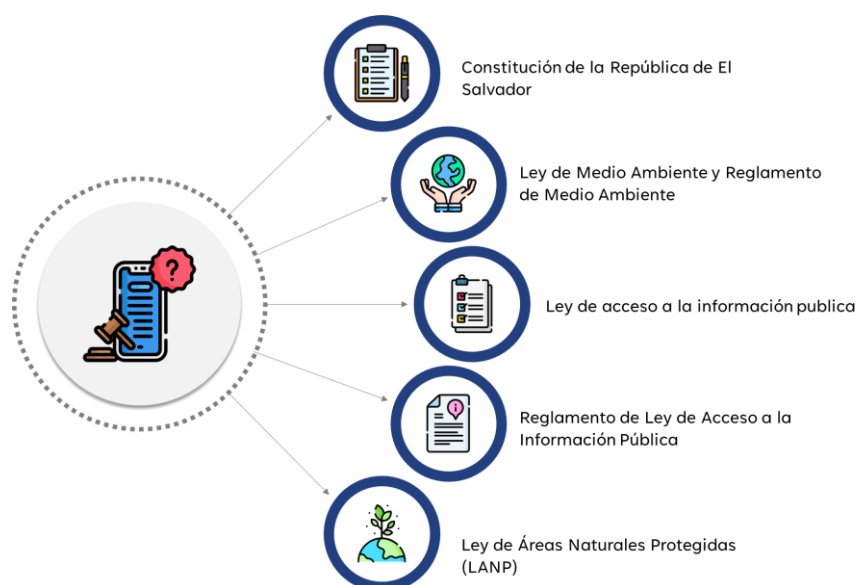 Constitución de la República de El
Salvador
Ley de Medio Ambiente y Reglamento
de Medio Ambiente
Ley de acceso a la información publica
Reglamento de Ley de Acceso a la
Información Pública
Ley de Áreas Naturales Protegidas
(LANP)